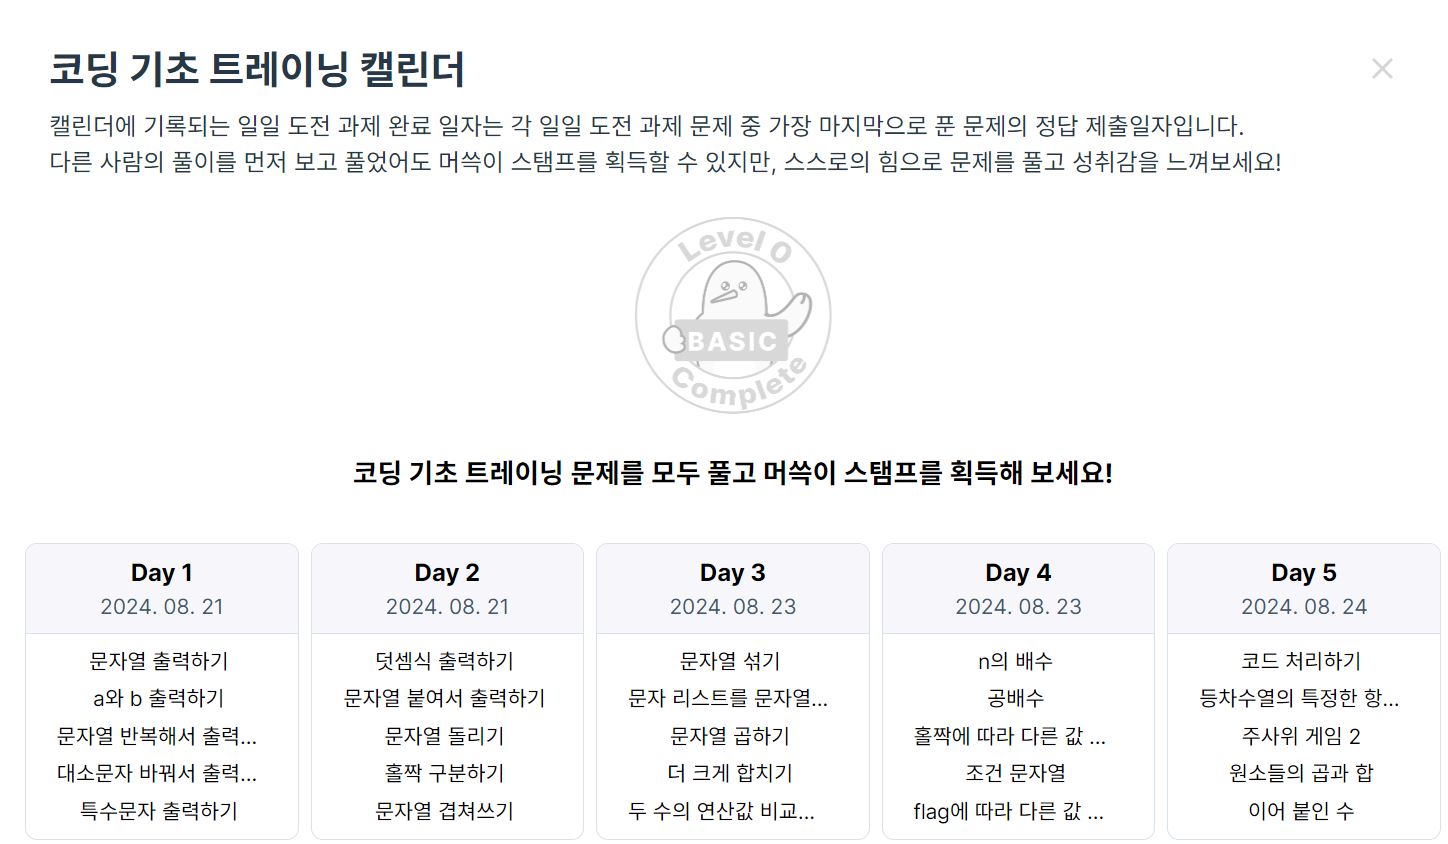 코딩 기초 트레이닝 캘린더
캘린더에 기록되는 일일 도전 과제 완료 일자는 각 일일 도전 과제 문제 중 가장 마지막으로 푼 문제의 정답 제출일자입니다.
다른 사람의 풀이를 먼저 보고 풀었어도 머쓱이 스탬프를 획득할 수 있지만, 스스로의 힘으로 문제를 풀고 성취감을 느껴보세요!
Level 0
BASIC
Complete
코딩 기초 트레이닝 문제를 모두 풀고 머쓱이 스탬프를 획득해 보세요!
Day 1
2024. 08. 21
문자열 출력하기
a와 b 출력하기
문자열 반복해서 출력...
대소문자 바꿔서 출력...
특수문자 출력하기
Day 2
2024. 08. 21
덧셈식 출력하기
문자열 붙여서 출력하기
문자열 돌리기
홀짝 구분하기
문자열 겹쳐쓰기
Day 3
2024. 08. 23
문자열 섞기
문자 리스트를 문자열...
문자열 곱하기
더 크게 합치기
두 수의 연산값 비교...
Day 4
2024. 08. 23
n의 배수
공배수
홀짝에 따라 다른 값 ...
조건 문자열
flag에 따라 다른 값 ...
Day 5
2024. 08. 24
코드 처리하기
등차수열의 특정한 항...
주사위 게임 2
원소들의 곱과 합
이어 붙인 수